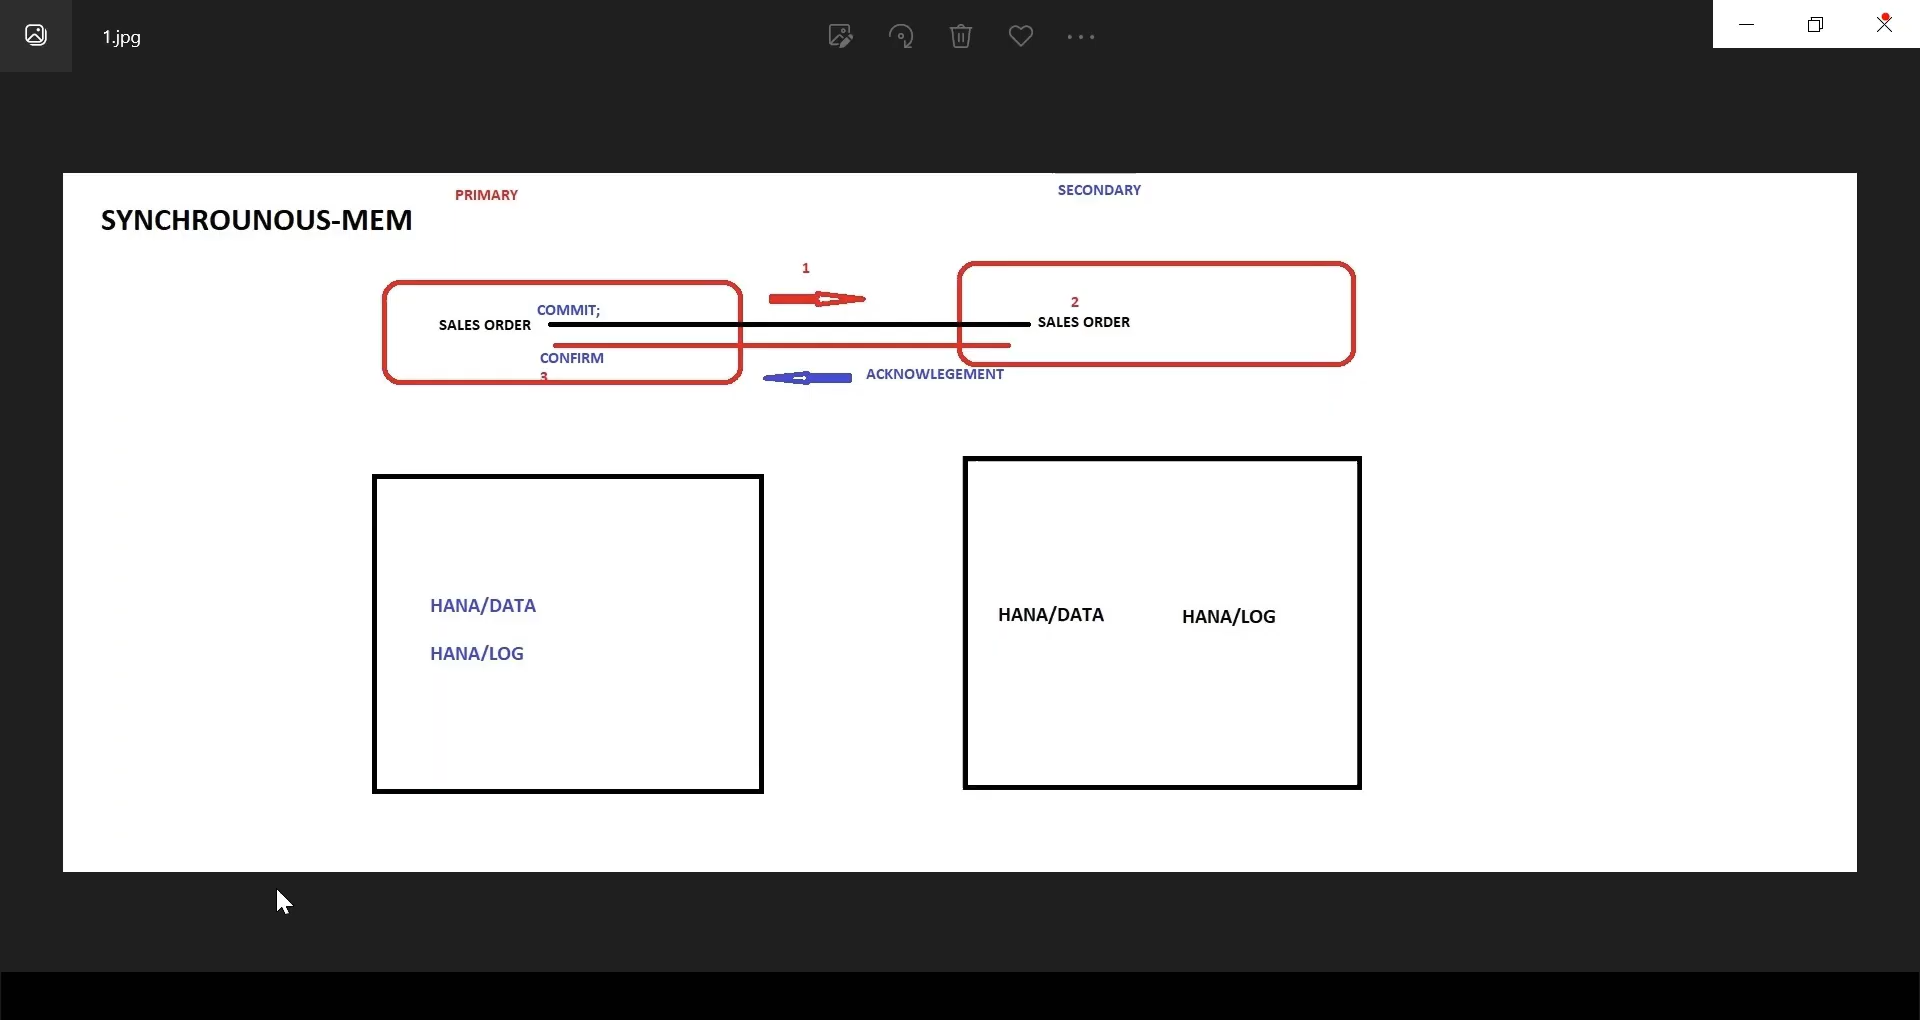 1.jpg
PRIMARY
SECONDARY
SYNCHROUNOUS-MEM
1
COMMIT;
2
SALES ORDER
SALES ORDER
CONFIRM
3
ACKNOWLEGEMENT
HANA/DATA
HANA/LOG
HANA/DATA
HANA/LOG